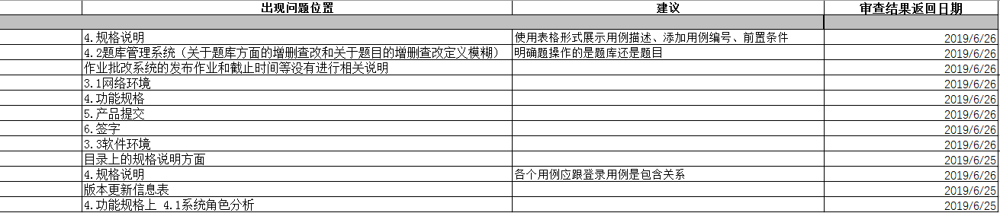 出现问题位置 建议 审查结果返回日期
4.规格说明 使用表格形式展示用例描述、添加用例编号、前置条件 2019/6/26
4.2题库管理系统（关于题库方面的增删查改和关于题目的增删查改定义模糊） 明确题操作的是题库还是题目 2019/6/26
作业批改系统的发布作业和截止时间等没有进行相关说明 2019/6/26
3.1网络环境 2019/6/26
4.功能规格 2019/6/26
5.产品提交 2019/6/26
6.签字 2019/6/26
3.3软件环境 2019/6/26
目录上的规格说明方面 2019/6/25
4.规格说明 各个用例应跟登录用例是包含关系 2019/6/26
版本更新信息表 2019/6/25
4.功能规格上 4.1系统角色分析 2019/6/25